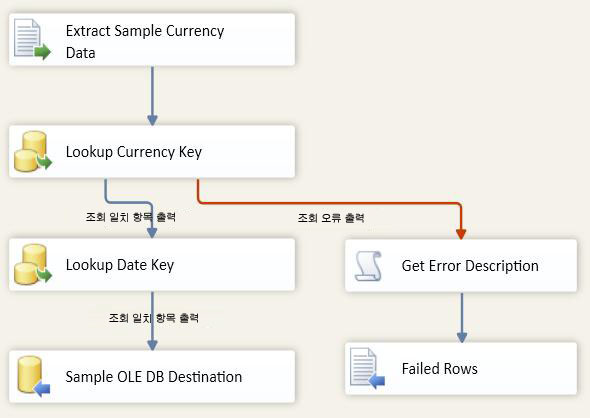 Extract Sample Currency
Data
Lookup Currency Key
조회 일치 항목 출력
조회 오류 출력
Lookup Date Key
Get Error Description
조회 일치 항목 출력
Sample OLE DB Destination
Failed Rows